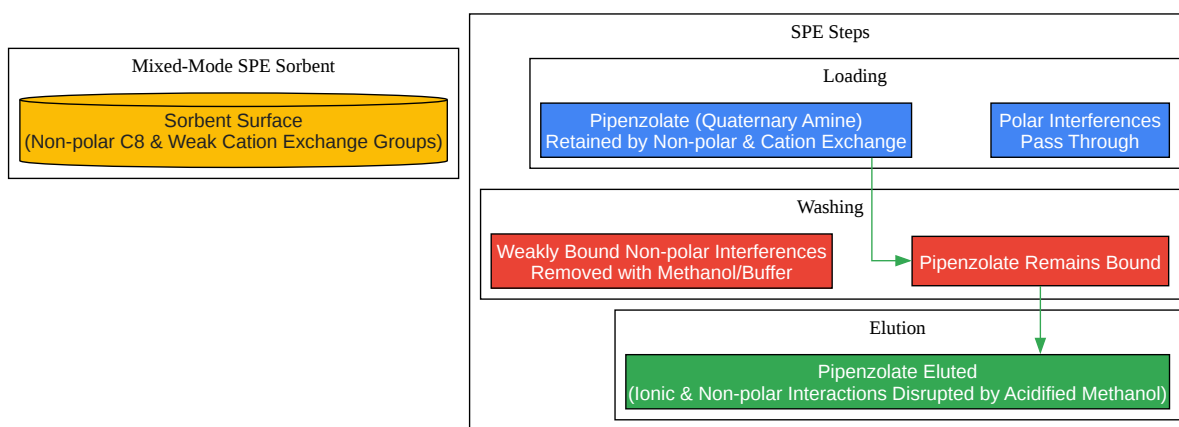 Mixed-Mode SPE Sorbent
Sorbent Surface
(Non-polar C8 & Weak Cation Exchange Groups)
SPE Steps
Loading
Pipenzolate (Quaternary Amine)
Retained by Non-polar & Cation Exchange
Polar Interferences
Pass Through
Washing
Weakly Bound Non-polar Interferences
Removed with Methanol/Buffer
Pipenzolate Remains Bound
Elution
Pipenzolate Eluted
(Ionic & Non-polar Interactions Disrupted by Acidified Methanol)